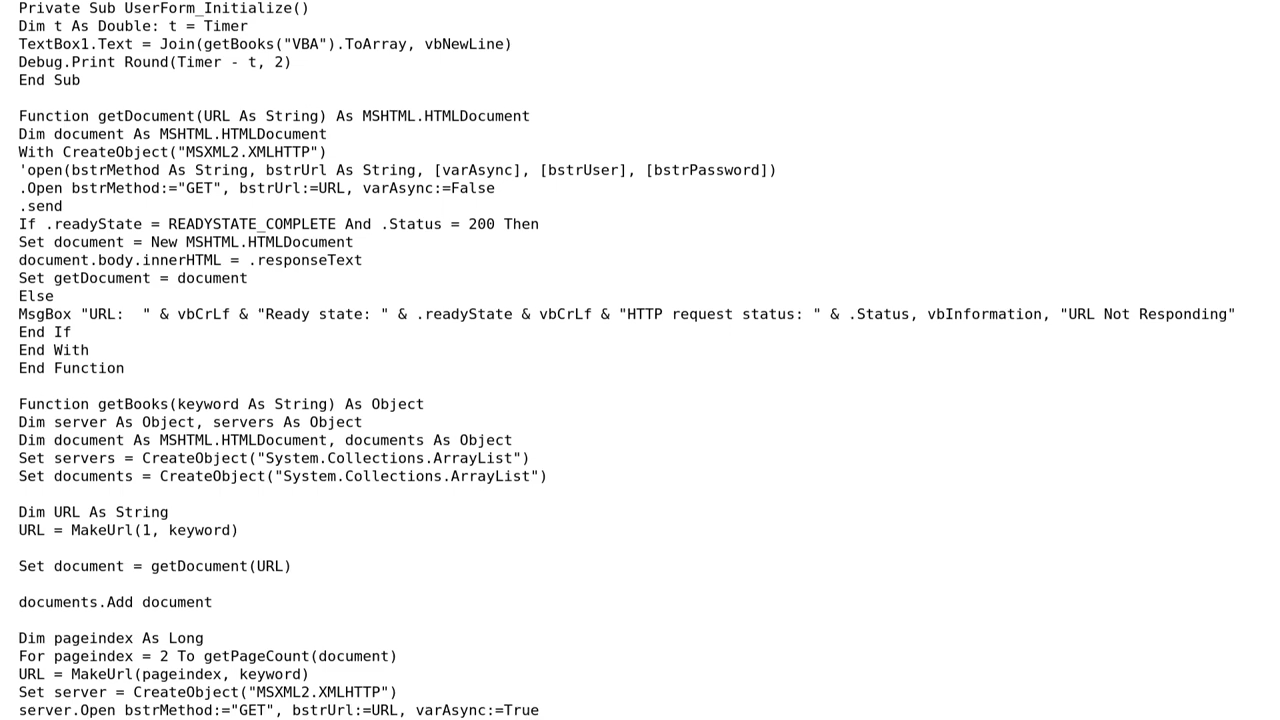 Private Sub UserForm_Initialize()
Dim t As Double: t = Timer
TextBox1.Text = Join(getBooks("VBA").ToArray, vbNewLine)
Debug.Print Round(Timer - t, 2)
End Sub

Function getDocument(URL As String) As MSHTML.HTMLDocument
Dim document As MSHTML.HTMLDocument
With CreateObject("MSXML2.XMLHTTP")
'open(bstrMethod As String, bstrUrl As String, [varAsync], [bstrUser], [bstrPassword])
.Open bstrMethod:="GET", bstrUrl:=URL, varAsync:=False
.send
If .readyState = READYSTATE_COMPLETE And .Status = 200 Then
Set document = New MSHTML.HTMLDocument
document.body.innerHTML = .responseText
Set getDocument = document
Else
MsgBox "URL:  " & vbCrLf & "Ready state: " & .readyState & vbCrLf & "HTTP request status: " & .Status, vbInformation, "URL Not Responding"
End If
End With
End Function

Function getBooks(keyword As String) As Object
Dim server As Object, servers As Object
Dim document As MSHTML.HTMLDocument, documents As Object
Set servers = CreateObject("System.Collections.ArrayList")
Set documents = CreateObject("System.Collections.ArrayList")

Dim URL As String
URL = MakeUrl(1, keyword)

Set document = getDocument(URL)

documents.Add document

Dim pageindex As Long
For pageindex = 2 To getPageCount(document)
URL = MakeUrl(pageindex, keyword)
Set server = CreateObject("MSXML2.XMLHTTP")
server.Open bstrMethod:="GET", bstrUrl:=URL, varAsync:=True